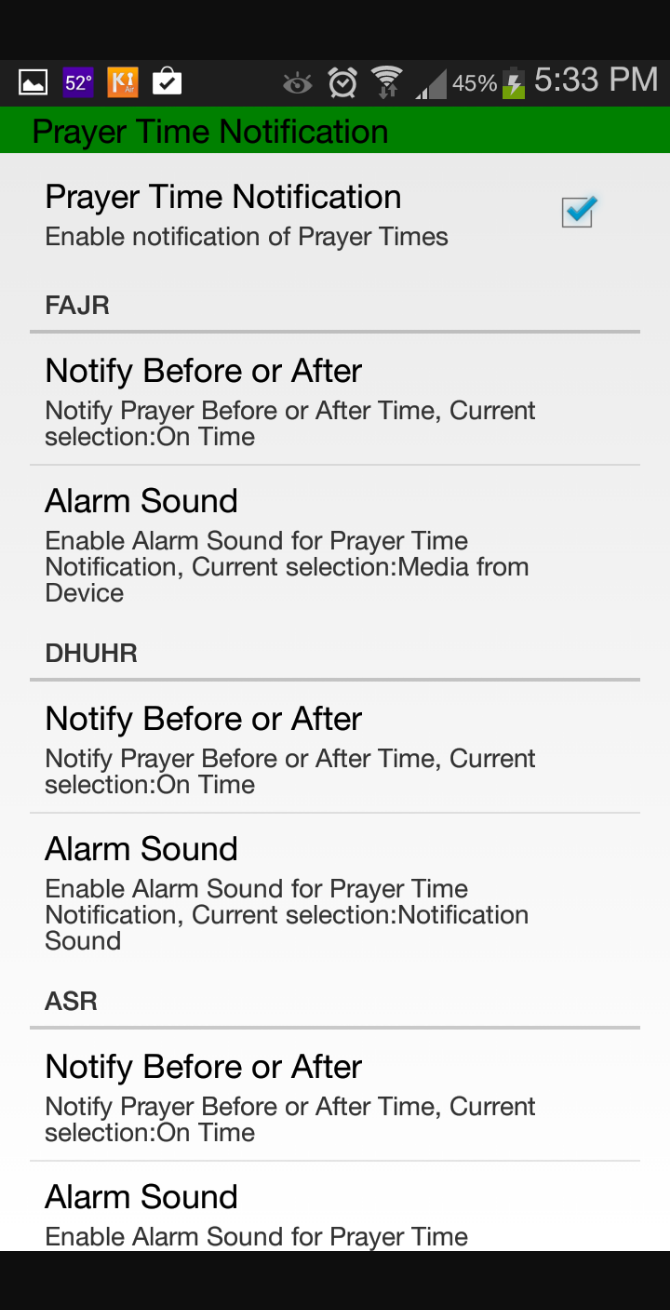 52°
Ki
Air
45%
5:33 PM
Prayer Time Notification
Prayer Time Notification
Enable notification of Prayer Times
FAJR
Notify Before or After
Notify Prayer Before or After Time, Current
selection:On Time
Alarm Sound
Enable Alarm Sound for Prayer Time
Notification, Current selection:Media from
Device
DHUHR
Notify Before or After
Notify Prayer Before or After Time, Current
selection:On Time
Alarm Sound
Enable Alarm Sound for Prayer Time
Notification, Current selection:Notification
Sound
ASR
Notify Before or After
Notify Prayer Before or After Time, Current
selection:On Time
Alarm Sound
Enable Alarm Sound for Prayer Time